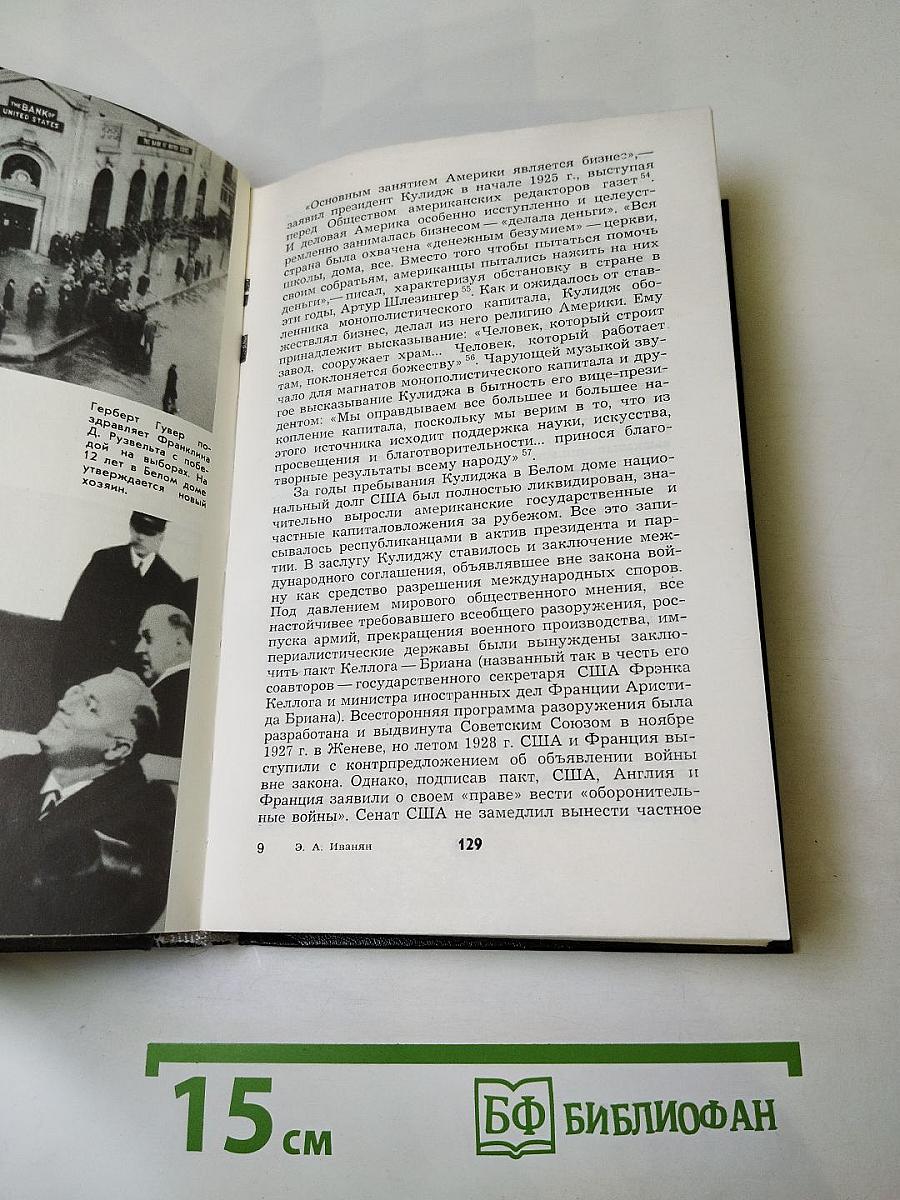 THE BANK OF
UNITED STATES
Герберт Гувер по-
здравляет Франклина
Д. Рузвельта с побе-
дой на выборах. На
12 лет в Белом доме
утверждается новый
хозяин.
«Основным занятием Америки является бизнес»,—
заявил президент Кулидж в начале 1925 г., выступая
перед Обществом американских редакторов газет 54.
И деловая Америка особенно исступленно и целеуст-
ремленно занималась бизнесом — «делала деньги». «Вся
страна была охвачена «денежным безумием» — церкви,
школы, дома, все. Вместо того чтобы пытаться помочь
своим собратьям, американцы пытались нажить на них
деньги»,— писал, характеризуя обстановку в стране в
эти годы, Артур Шлезингер 55. Как и ожидалось от став-
ленника монополистического капитала, Кулидж обо-
жествлял бизнес, делал из него религию Америки. Ему
принадлежит высказывание: «Человек, который строит
завод, сооружает храм... Человек, который работает
там, поклоняется божеству» 56. Чарующей музыкой зву-
чало для магнатов монополистического капитала и дру-
гое высказывание Кулиджа в бытность его вице-прези-
дентом: «Мы оправдываем все большее и большее на-
копление капитала, поскольку мы верим в то, что из
этого источника исходит поддержка науки, искусства,
просвещения и благотворительности... принося благо-
творные результаты всему народу» 57.
За годы пребывания Кулиджа в Белом доме нацио-
нальный долг США был полностью ликвидирован, зна-
чительно выросли американские государственные и
частные капиталовложения за рубежом. Все это запи-
сывалось республиканцами в актив президента и пар-
тии. В заслугу Кулиджу ставилось и заключение меж-
дународного соглашения, объявлявшее вне закона вой-
ну как средство разрешения международных споров.
Под давлением мирового общественного мнения, все
настойчивее требовавшего всеобщего разоружения, рос-
пуска армий, прекращения военного производства, им-
периалистические державы были вынуждены заклю-
чить пакт Келлога — Бриана (названный так в честь его
соавторов — государственного секретаря США Фрэнка
Келлога и министра иностранных дел Франции Аристи-
да Бриана). Всесторонняя программа разоружения была
разработана и выдвинута Советским Союзом в ноябре
1927 г. в Женеве, но летом 1928 г. США и Франция вы-
ступили с контрпредложением об объявлении войны
вне закона. Однако, подписав пакт, США, Англия и
Франция заявили о своем «праве» вести «оборонитель-
ные войны». Сенат США не замедлил вынести частное
9 Э. А. Иванян 129
15 см
БФ БИБЛИОФАН